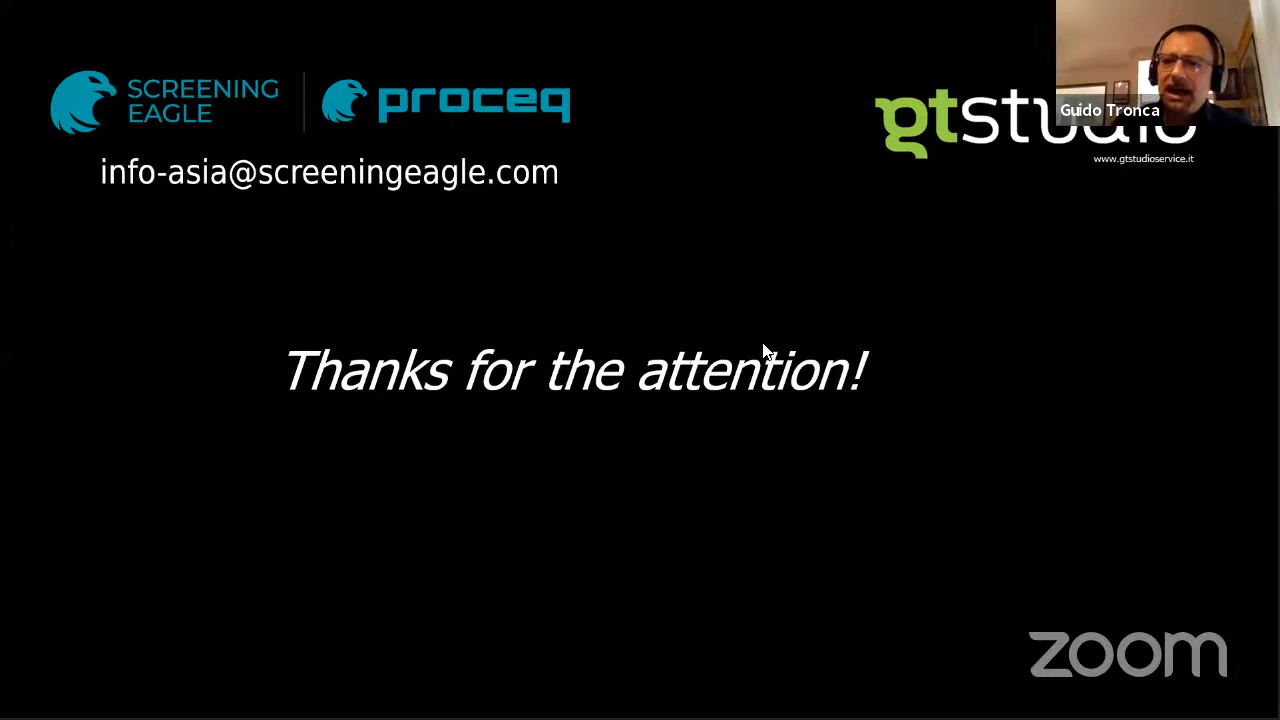 SCREENING
EAGLE
proceq
info-asia@screeningeagle.com
gtstudio
www.gtstudioservice.it
Guido Tronca
Thanks for the attention!
zoom